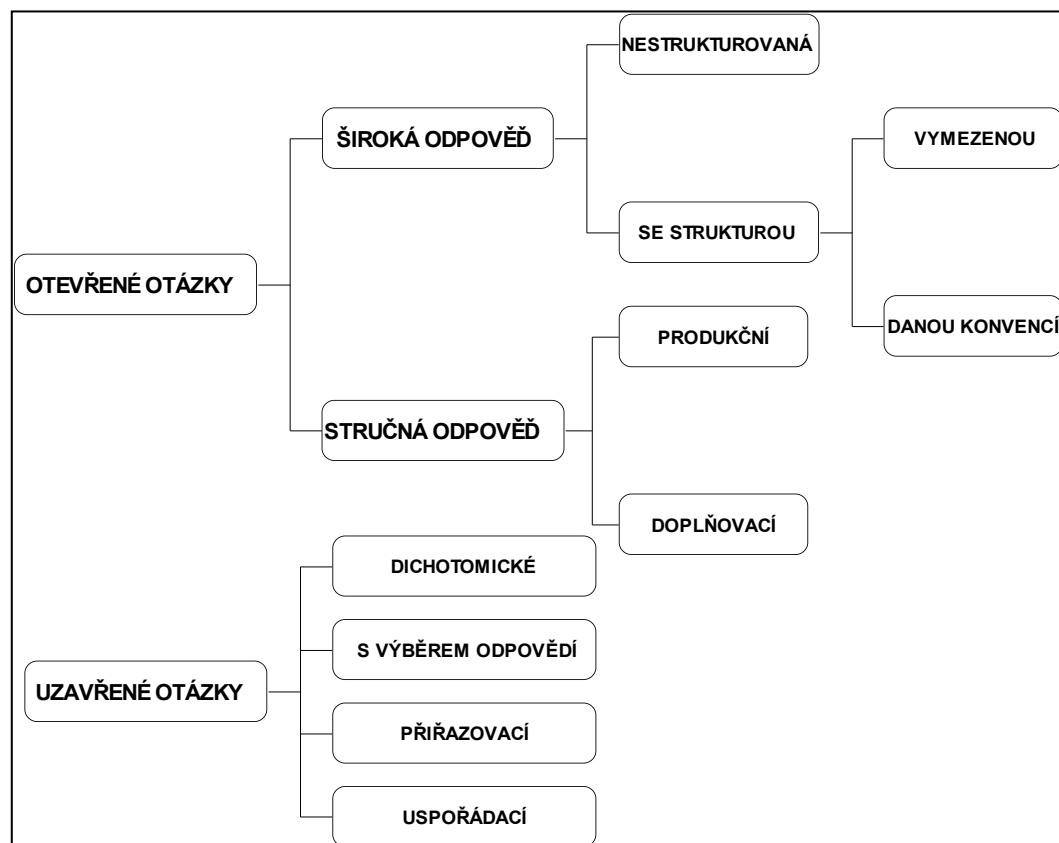 NESTRUKTUROVANÁ
ŠIROKÁ ODPOVĚĎ
VYMEZENOU
SE STRUKTUROU
OTEVŘENÉ OTÁZKY
DANOU KONVENCÍ
PRODUKČNÍ
STRUČNÁ ODPOVĚĎ
DOPLŇOVACÍ
DICHOTOMICKÉ
S VÝBĚREM ODPOVĚDÍ
UZAVŘENÉ OTÁZKY
PŘIŘAZOVACÍ
USPOŘÁDACÍ